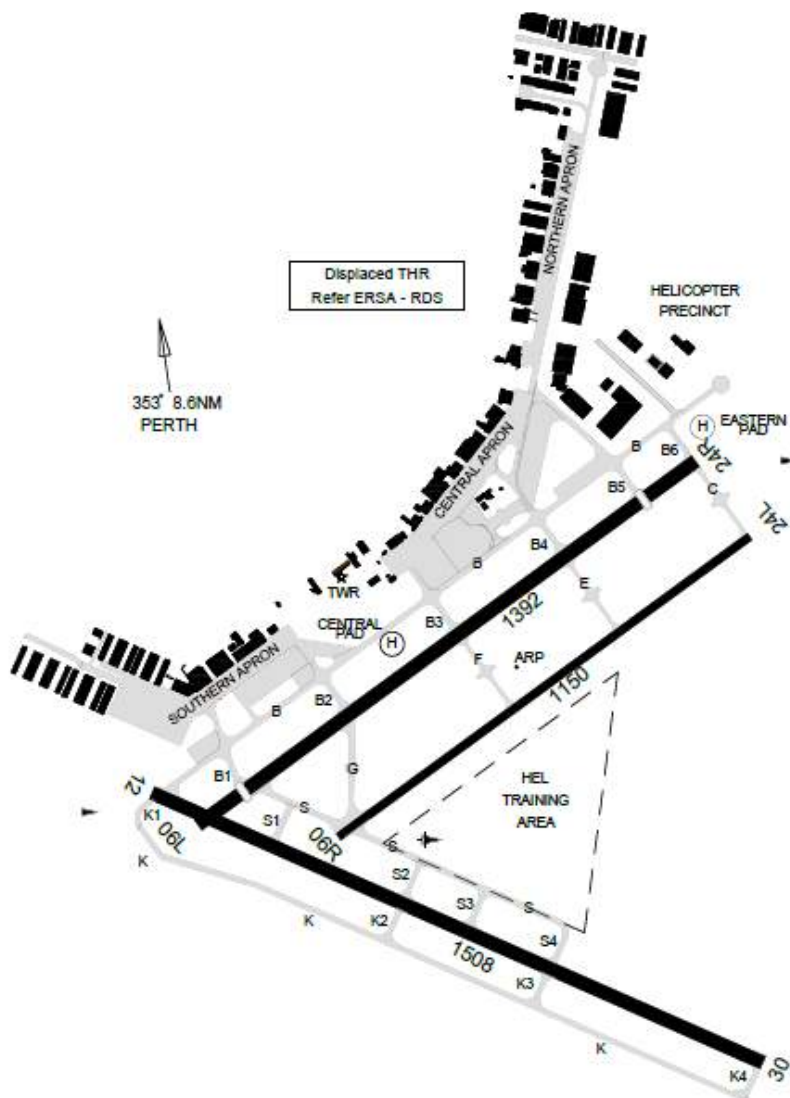 NORTHERN APRON
Displaced THR
Refer ERSA - RDS
HELICOPTER
PRECINCT
353° 8.6NM
PERTH
H
EASTERN
PAD
24R
B
B6
CENTRAL APRON
B5
C
24L
B4
B
E
TWR
1392
CENTRAL
PAD
H
B3
F
ARP
SOUTHERN APRON
1150
B2
B
G
B1
HEL
TRAINING
AREA
12
K1
06L
S
S1
06R
S
K
S2
S3
S
K
K2
S4
1508
K3
K
K4
30